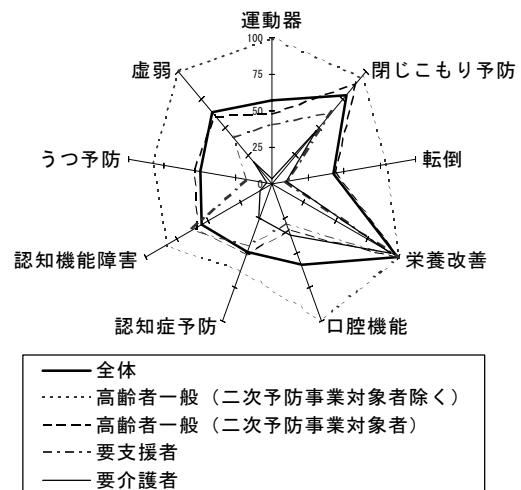 運動器
100
75
50
25
0
閉じこもり予防
転倒
栄養改善
口腔機能
認知症予防
認知機能障害
うつ予防
虚弱
全体
高齢者一般（二次予防事業対象者除く）
高齢者一般（二次予防事業対象者）
要支援者
要介護者